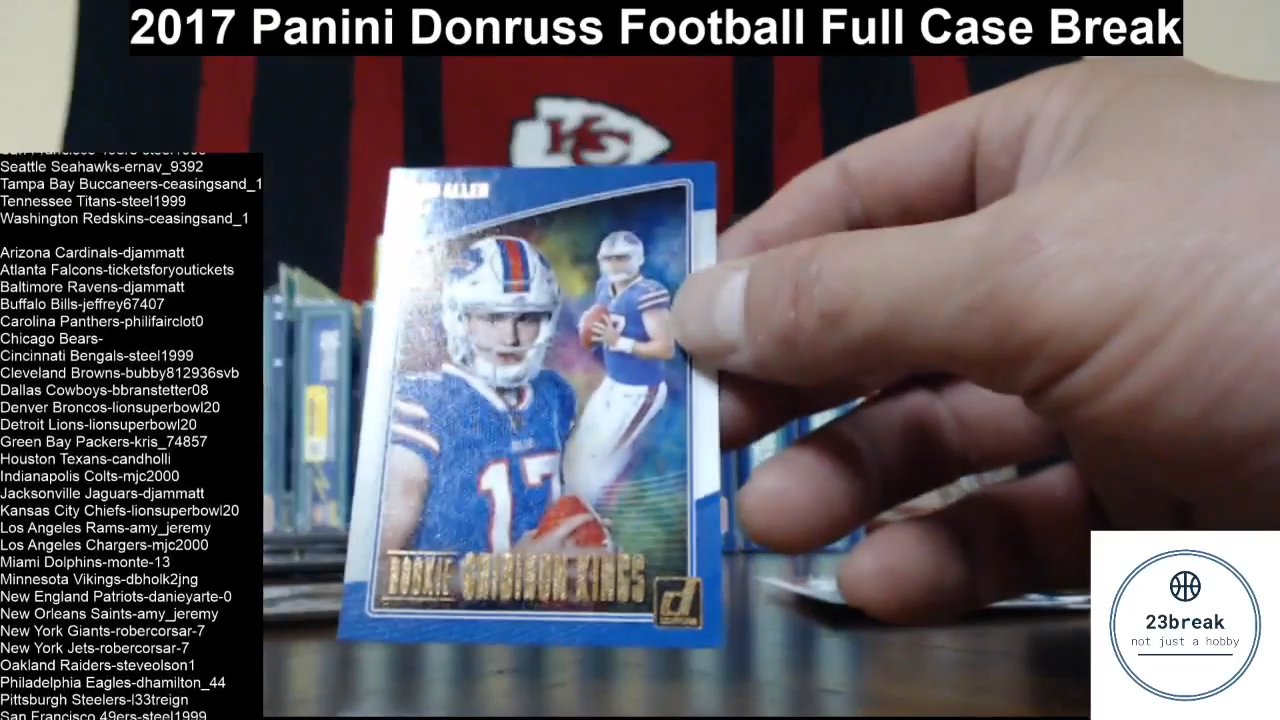 2017 Panini Donruss Football Full Case Break
Seattle Seahawks-ernav_9392
Tampa Bay Buccaneers-ceasingsand_1
Tennessee Titans-steel1999
Washington Redskins-ceasingsand_1
Arizona Cardinals-djammatt
Atlanta Falcons-ticketsforyoutickets
Baltimore Ravens-djammatt
Buffalo Bills-jeffrey67407
Carolina Panthers-philifairclot0
Chicago Bears-
Cincinnati Bengals-steel1999
Cleveland Browns-bubby812936svb
Dallas Cowboys-bbranstetter08
Denver Broncos-lionsuperbowl20
Detroit Lions-lionsuperbowl20
Green Bay Packers-kris_74857
Houston Texans-candholli
Indianapolis Colts-mjc2000
Jacksonville Jaguars-djammatt
Kansas City Chiefs-lionsuperbowl20
Los Angeles Rams-amy_jeremy
Los Angeles Chargers-mjc2000
Miami Dolphins-monte-13
Minnesota Vikings-dbholk2jng
New England Patriots-danieyarte-0
New Orleans Saints-amy_jeremy
New York Giants-robercorsar-7
New York Jets-robercorsar-7
Oakland Raiders-steveolson1
Philadelphia Eagles-dhamilton_44
Pittsburgh Steelers-l33treign
San Francisco 49ers-steel1999
KC
ALLEN
17
ROOKIE GRIDIRON KINGS
d
23break
not just a hobby